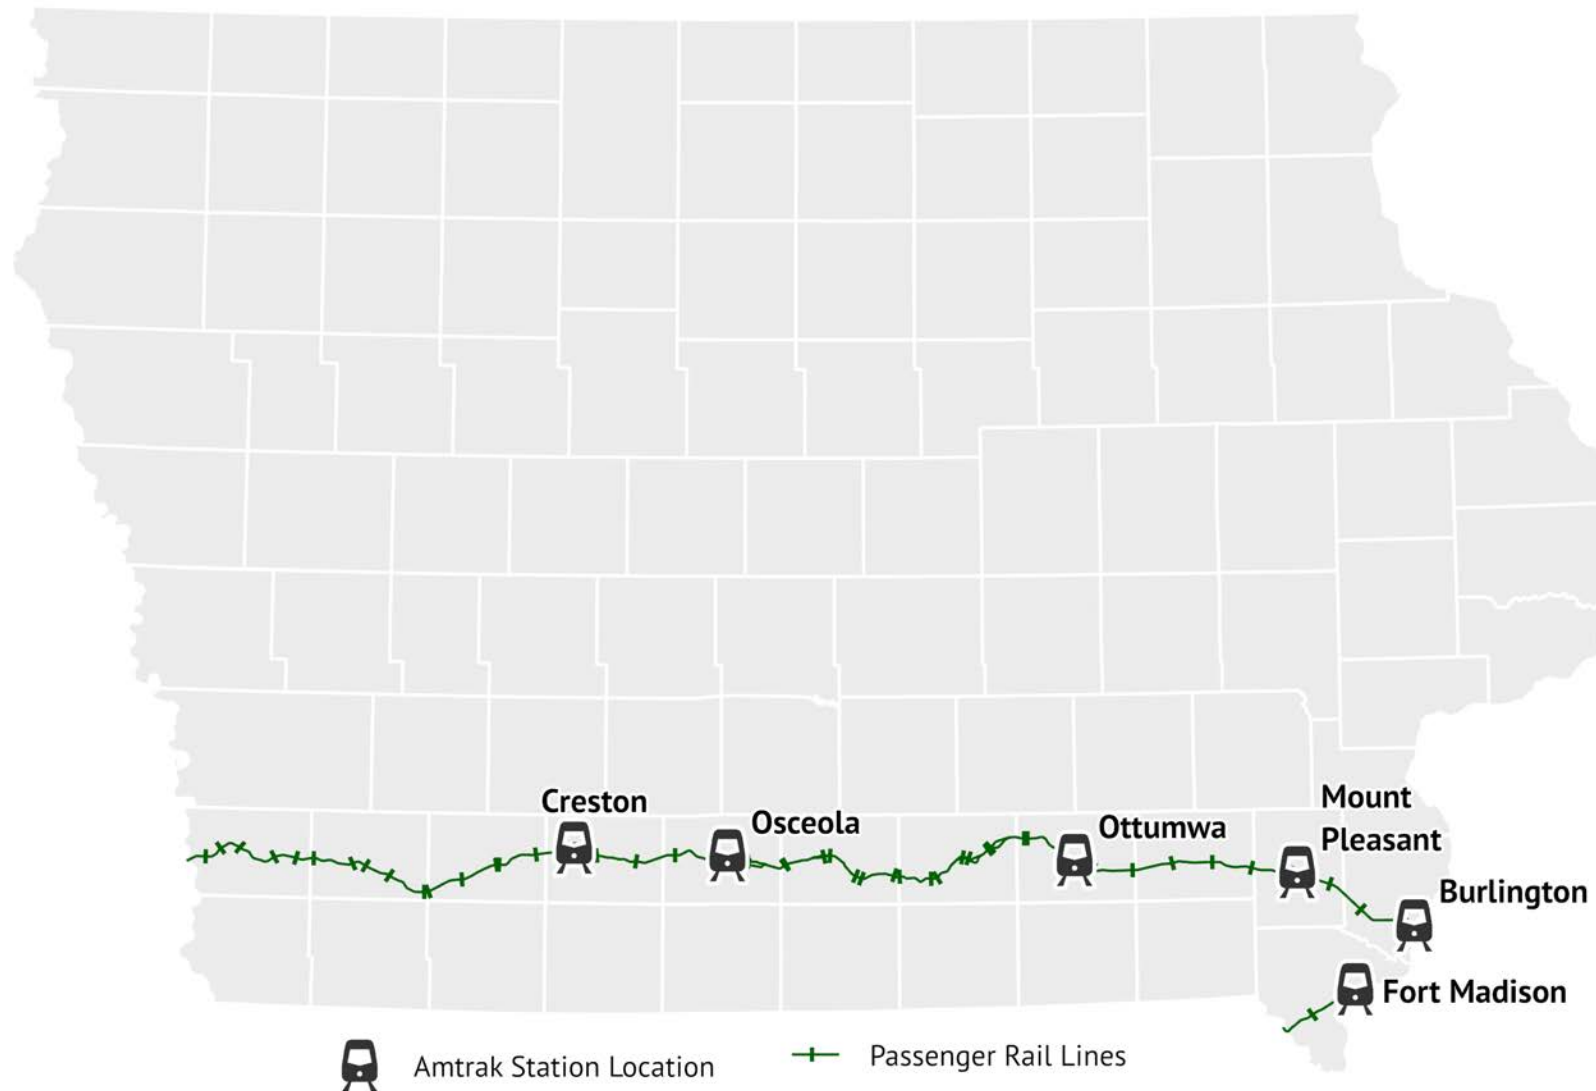 Creston
Osceola
Ottumwa
Mount
Pleasant
Burlington
Fort Madison
Amtrak Station Location
Passenger Rail Lines